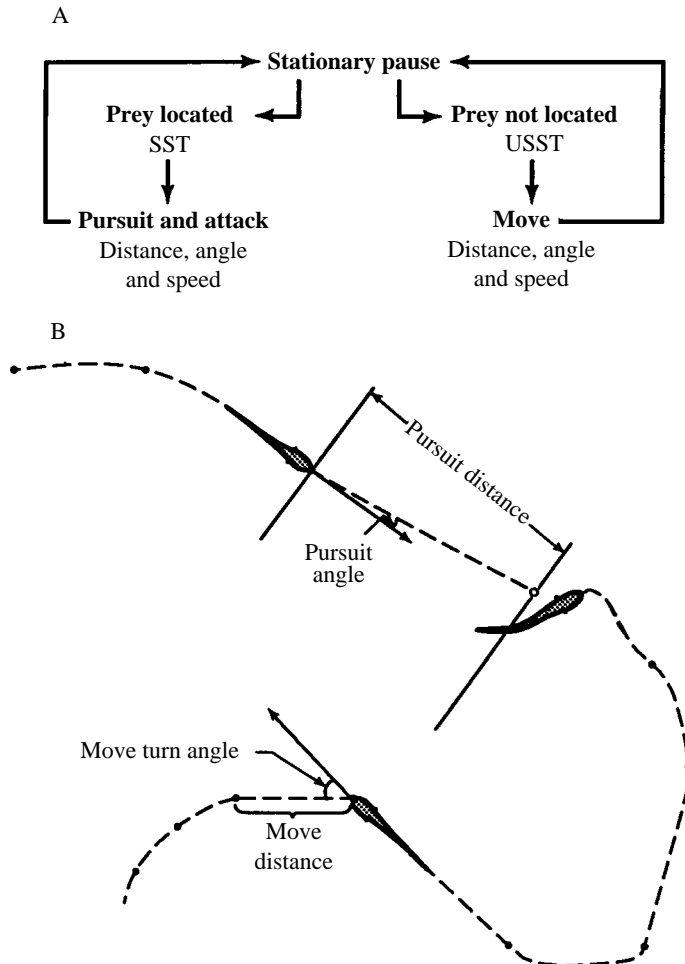 A
Stationary pause
Prey located
SST
Prey not located
USST
Pursuit and attack
Distance, angle
and speed
Move
Distance, angle
and speed
B
Pursuit distance
Pursuit
angle
Move turn angle
Move
distance